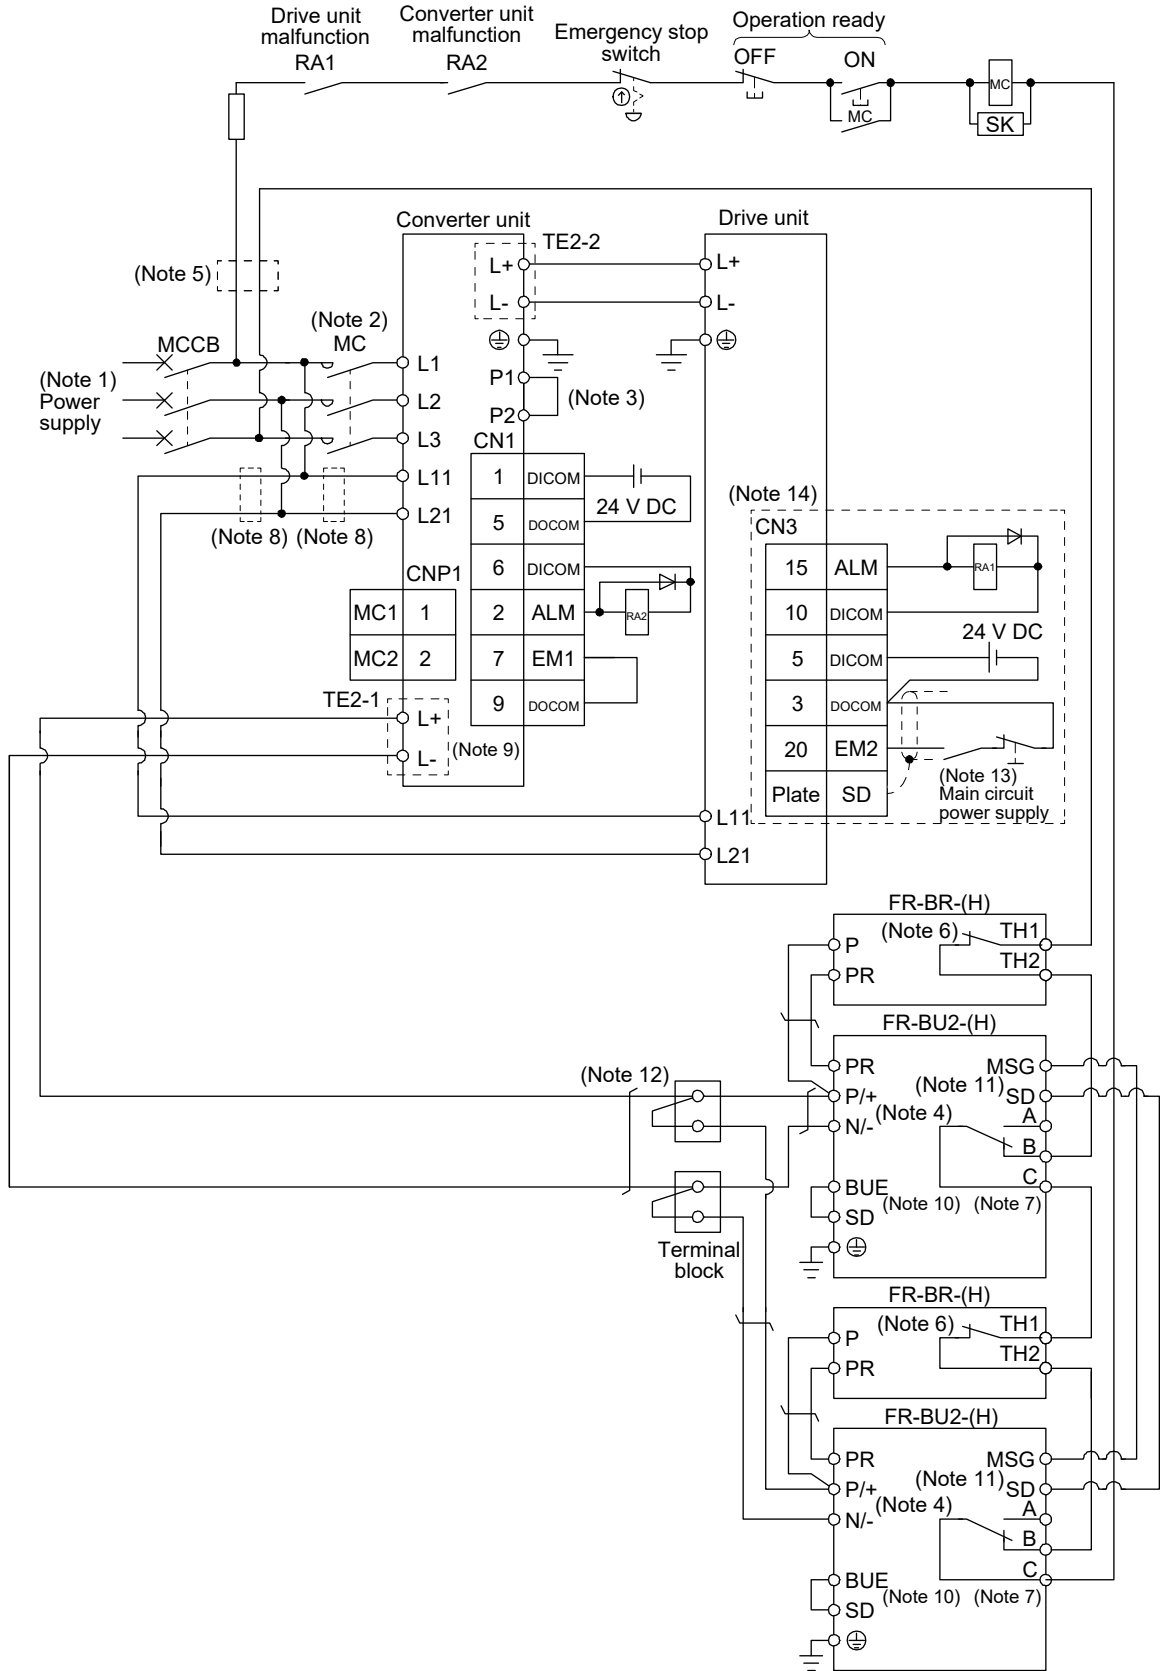 Drive unit
malfunction
RA1
Converter unit
malfunction
RA2
Emergency stop
switch
Operation ready
OFF
ON
MC
MC
SK
Converter unit
Drive unit
TE2-2
L+
L+
(Note 5)
L-
L-
(Note 2)
MCCB
MC
L1
(Note 1)
Power
supply
P1
(Note 3)
L2
P2
L3
CN1
L11
1
DICOM
24 V DC
(Note 14)
L21
5
DOCOM
(Note 8)
(Note 8)
CN3
CNP1
6
DICOM
15
ALM
RA1
MC1
1
2
ALM
RA2
10
DICOM
24 V DC
MC2
2
7
EM1
5
DICOM
TE2-1
9
DOCOM
3
DOCOM
L+
L-
(Note 9)
20
EM2
(Note 13)
Main circuit
power supply
Plate
SD
L11
L21
FR-BR-(H)
(Note 6)
TH1
P
TH2
PR
FR-BU2-(H)
PR
MSG
(Note 12)
(Note 11)
P/+
SD
(Note 4)
A
N/-
B
C
BUE
(Note 10)
(Note 7)
SD
Terminal
block
FR-BR-(H)
(Note 6)
TH1
P
TH2
PR
FR-BU2-(H)
PR
MSG
(Note 11)
P/+
SD
(Note 4)
A
N/-
B
C
BUE
(Note 10)
(Note 7)
SD